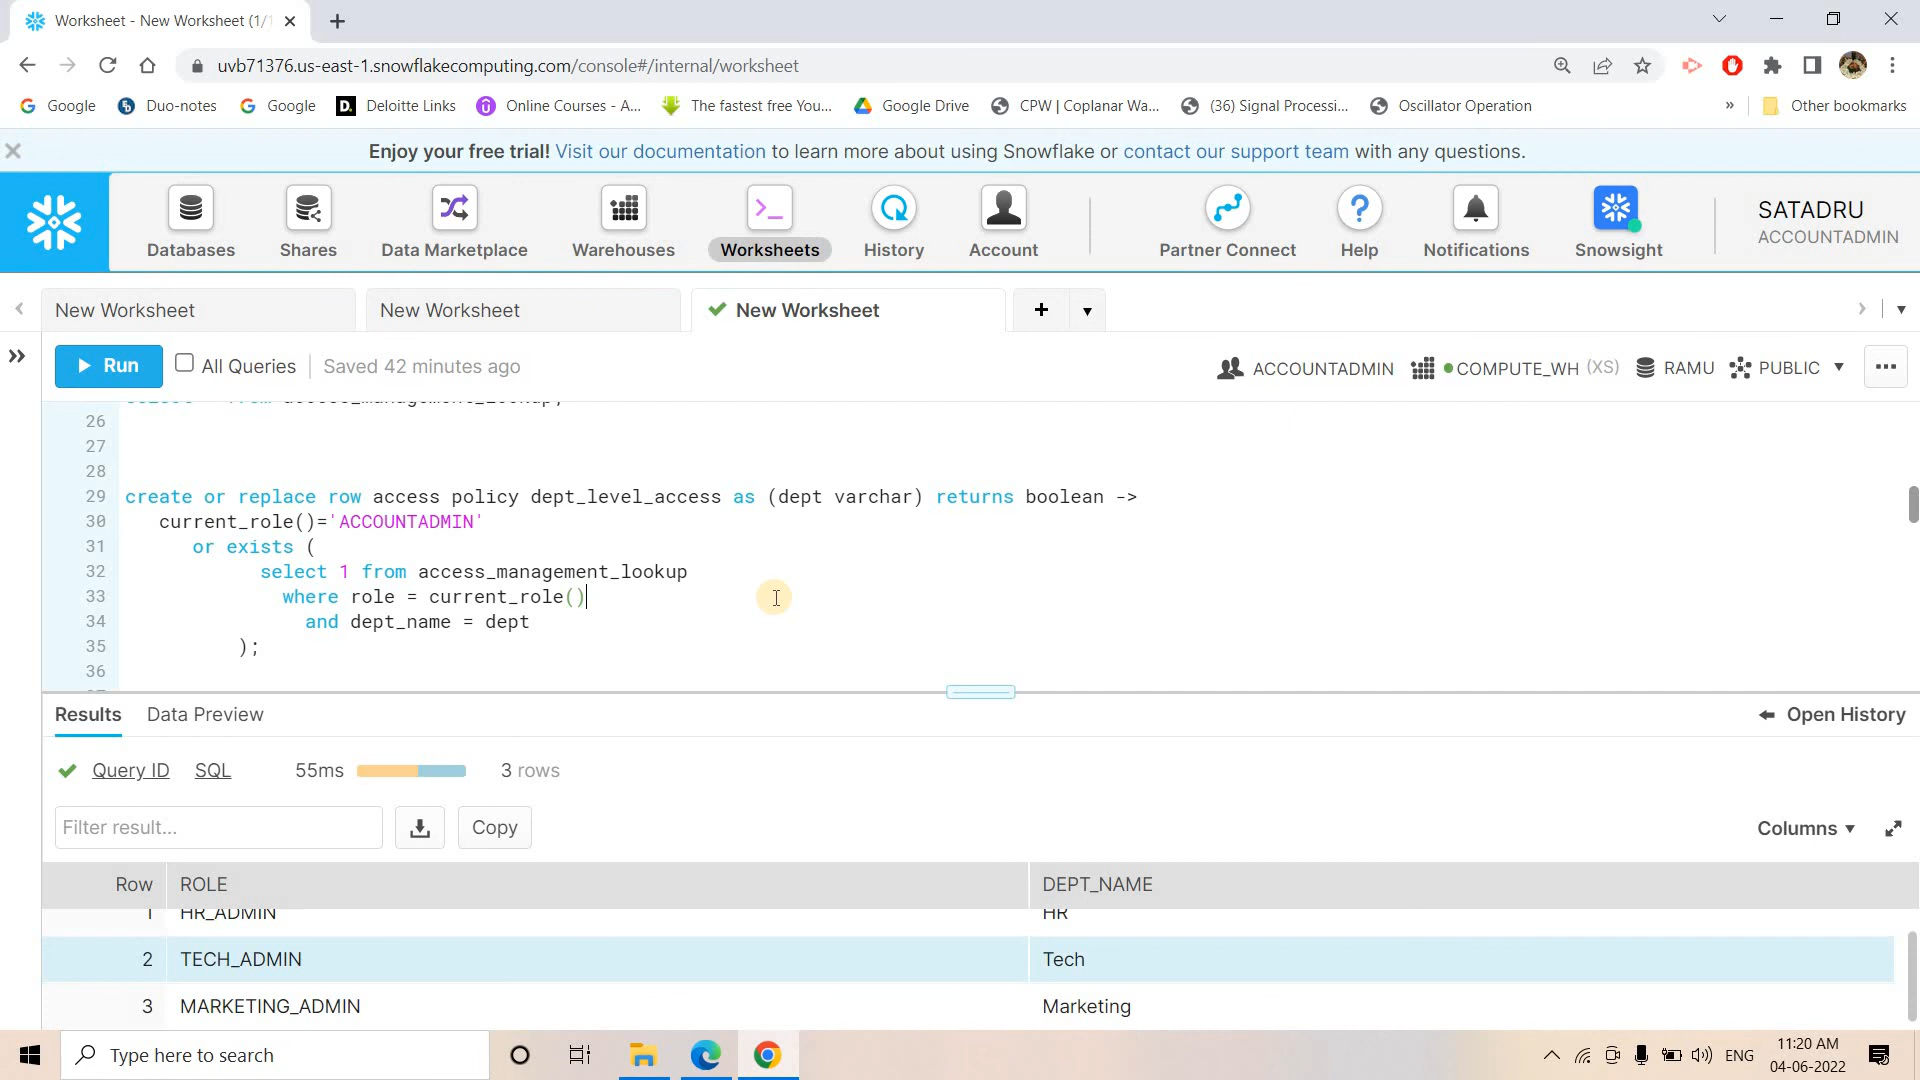 Worksheet - New Worksheet (1/1
uvb71376.us-east-1.snowflakecomputing.com/console#/internal/worksheet
Google Duo-notes Google D. Deloitte Links Online Courses - A... The fastest free You... Google Drive CPW | Coplanar Wa... (36) Signal Processi... Oscillator Operation » Other bookmarks
Enjoy your free trial! Visit our documentation to learn more about using Snowflake or contact our support team with any questions.
Databases Shares Data Marketplace Warehouses Worksheets History Account Partner Connect Help Notifications Snowsight
SATADRU
ACCOUNTADMIN
New Worksheet New Worksheet New Worksheet
Run All Queries Saved 42 minutes ago ACCOUNTADMIN COMPUTE_WH (XS) RAMU PUBLIC
26
27
28
29 create or replace row access policy dept_level_access as (dept varchar) returns boolean ->
30 current_role()='ACCOUNTADMIN'
31 or exists (
32 select 1 from access_management_lookup
33 where role = current_role()
34 and dept_name = dept
35 );
36
Results Data Preview Open History
Query ID SQL 55ms 3 rows
Filter result... Copy Columns
Row ROLE DEPT_NAME
1 HR_ADMIN HR
2 TECH_ADMIN Tech
3 MARKETING_ADMIN Marketing
Type here to search ENG 11:20 AM
04-06-2022